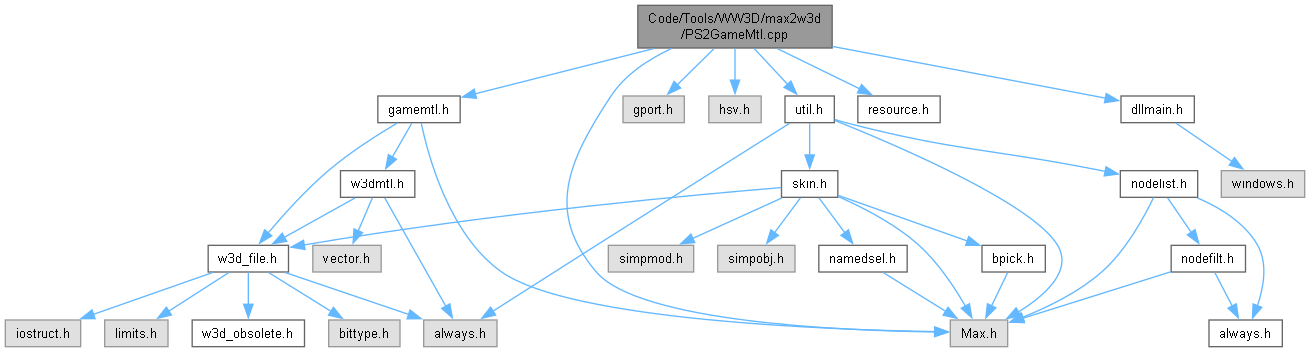 Code/Tools/WW3D/max2w3d
/PS2GameMtl.cpp
gamemtl.h
gport.h
hsv.h
util.h
resource.h
dllmain.h
w3dmtl.h
skin.h
nodelist.h
windows.h
w3d_file.h
vector.h
simpmod.h
simpobj.h
namedsel.h
bpick.h
nodefilt.h
iostruct.h
limits.h
w3d_obsolete.h
bittype.h
always.h
Max.h
always.h